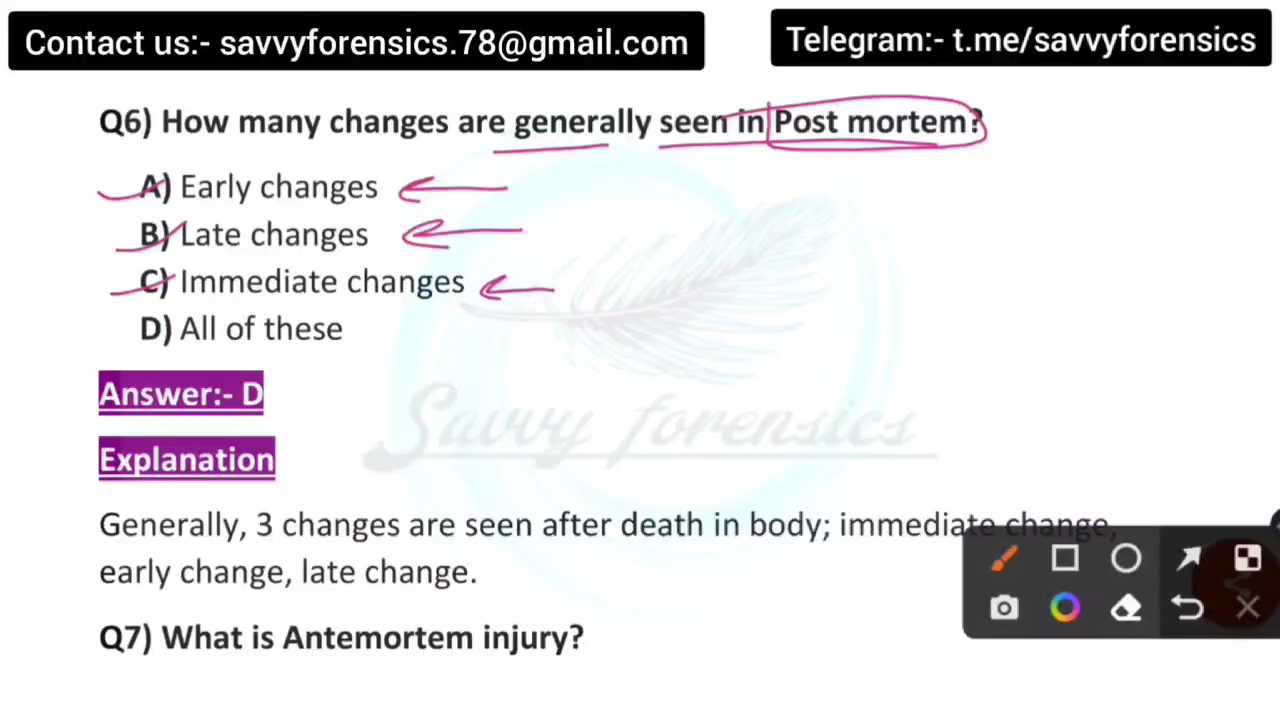 Contact us:- savvyforensics.78@gmail.com
Telegram:- t.me/savvyforensics
Q6) How many changes are generally seen in Post mortem?
A) Early changes
B) Late changes
C) Immediate changes
D) All of these
Answer:- D
Savvy forensics
Explanation
Generally, 3 changes are seen after death in body; immediate change,
early change, late change.
Q7) What is Antemortem injury?